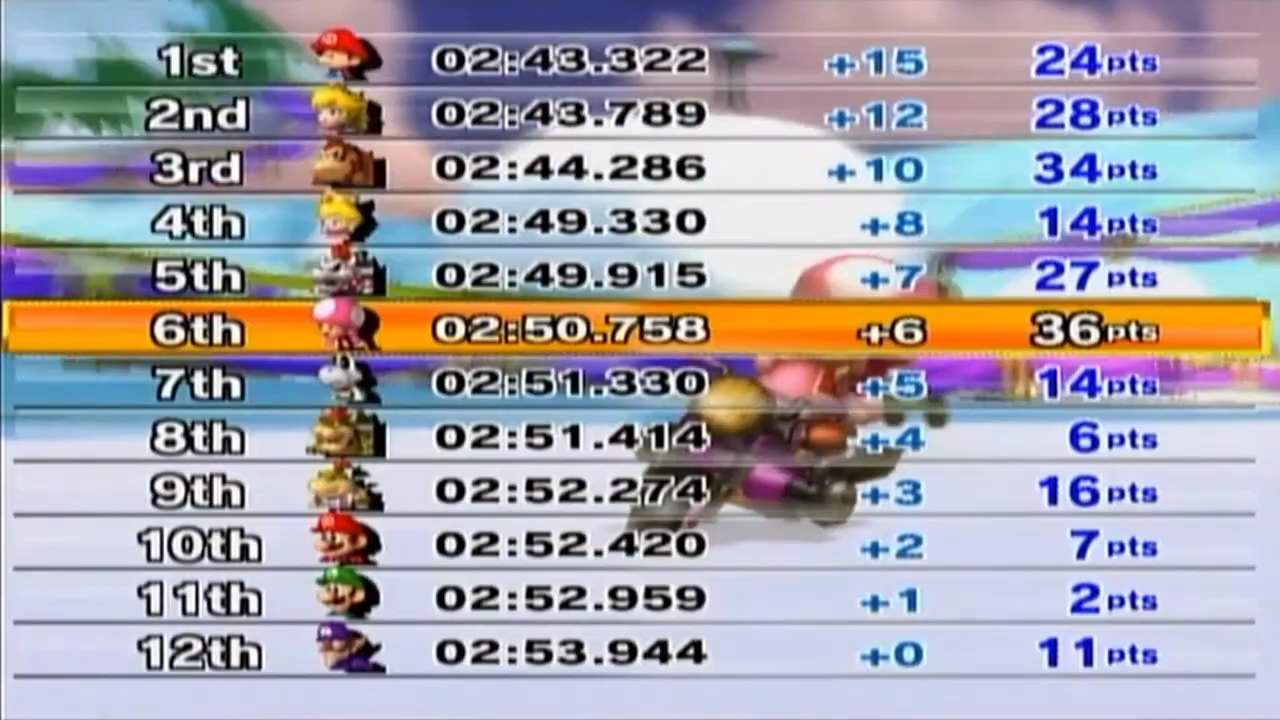 1st 02:43.322 +15 24pts
2nd 02:43.789 +12 28pts
3rd 02:44.286 +10 34pts
4th 02:49.330 +8 14pts
5th 02:49.915 +7 27pts
6th 02:50.758 +6 36pts
7th 02:51.330 +5 14pts
8th 02:51.414 +4 6pts
9th 02:52.274 +3 16pts
10th 02:52.420 +2 7pts
11th 02:52.959 +1 2pts
12th 02:53.944 +0 11pts